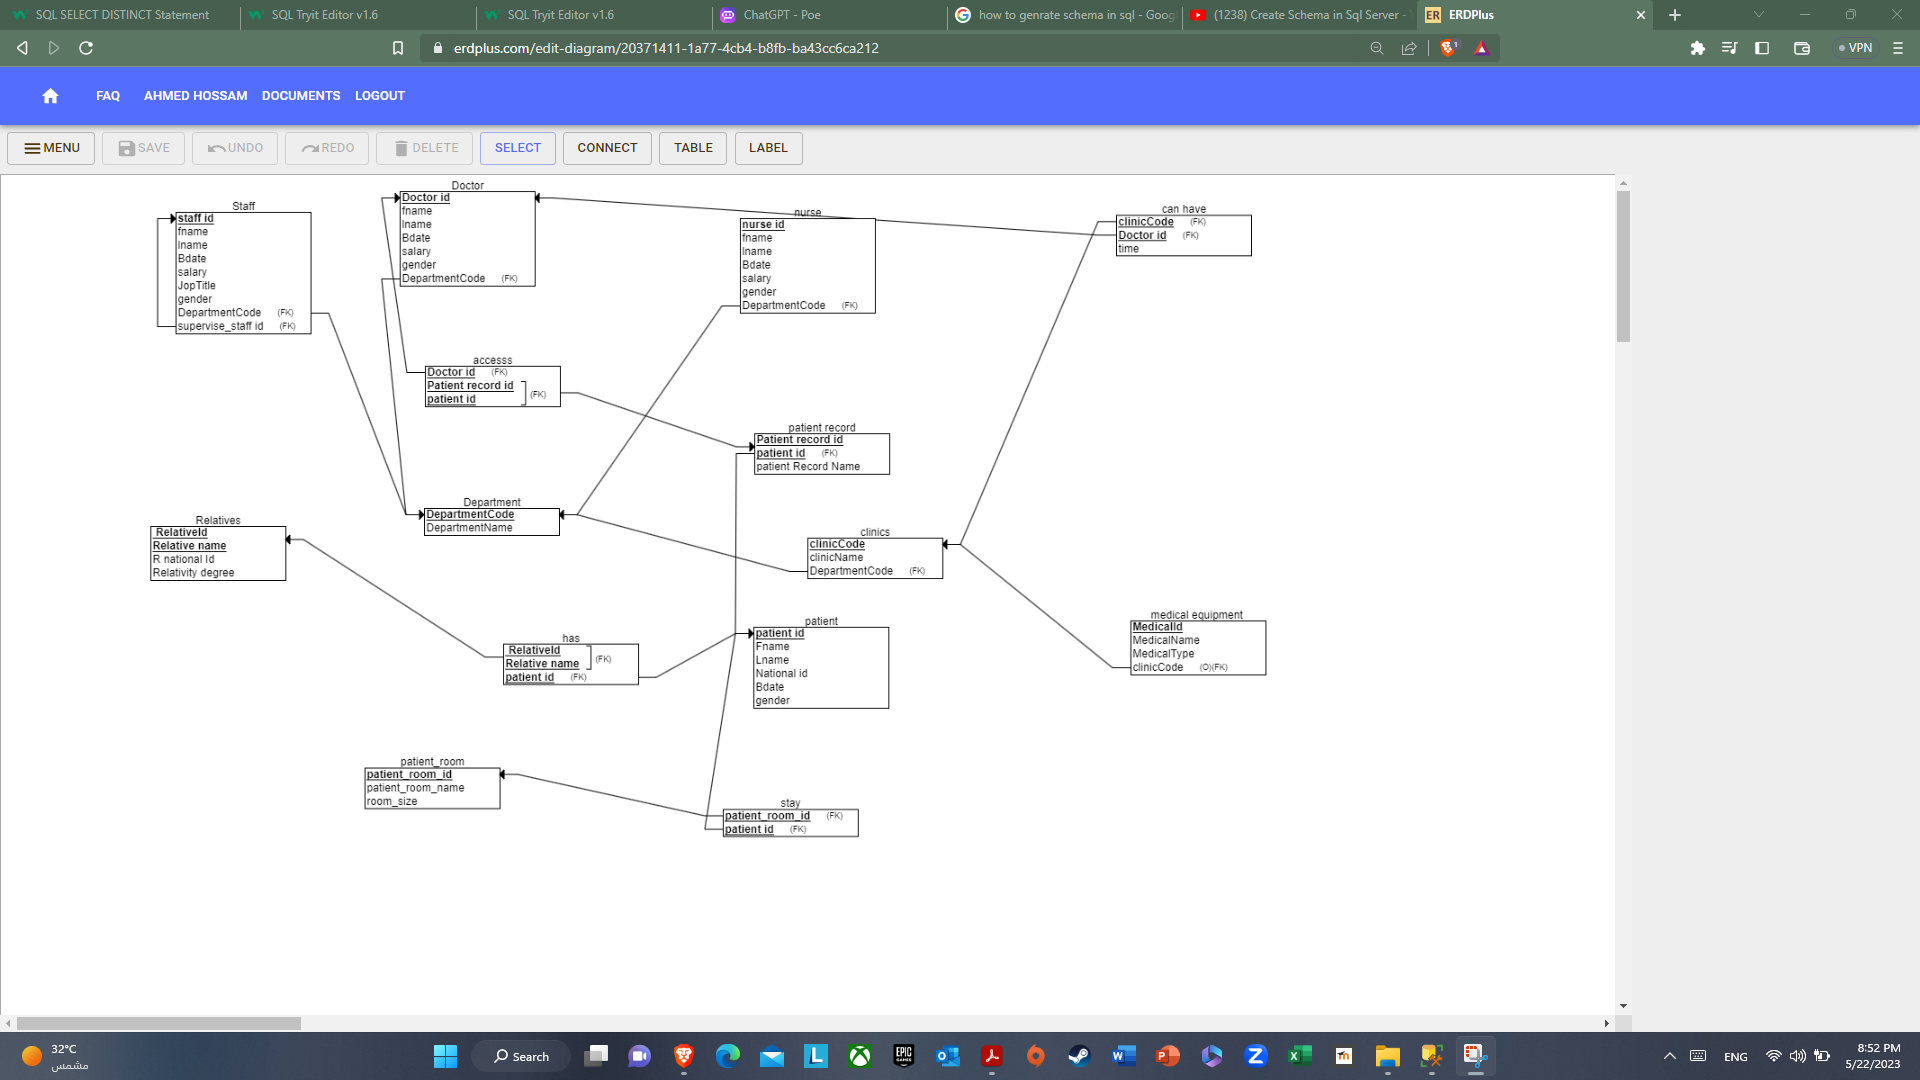 SQL SELECT DISTINCT Statement
SQL Tryit Editor v1.6
SQL Tryit Editor v1.6
ChatGPT - Poe
how to genrate schema in sql - Goog
(1238) Create Schema in Sql Server -
ER ERDPlus
erdplus.com/edit-diagram/20371411-1a77-4cb4-b8fb-ba43cc6ca212
1
VPN
FAQ AHMED HOSSAM DOCUMENTS LOGOUT
MENU SAVE UNDO REDO DELETE SELECT CONNECT TABLE LABEL
Staff
staff id
fname
lname
Bdate
salary
JopTitle
gender
DepartmentCode (FK)
supervise_staff id (FK)
Doctor
Doctor id
fname
lname
Bdate
salary
gender
DepartmentCode (FK)
nurse
nurse id
fname
lname
Bdate
salary
gender
DepartmentCode (FK)
can have
clinicCode (FK)
Doctor id (FK)
time
accesss
Doctor id (FK)
Patient record id
patient id
(FK)
patient record
Patient record id
patient id (FK)
patient Record Name
Department
DepartmentCode
DepartmentName
Relatives
RelativeId
Relative name
R national Id
Relativity degree
clinics
clinicCode
clinicName
DepartmentCode (FK)
medical equipment
MedicalId
MedicalName
MedicalType
clinicCode (O)(FK)
has
RelativeId
Relative name
(FK)
patient id (FK)
patient
patient id
Fname
Lname
National id
Bdate
gender
patient_room
patient_room_id
patient_room_name
room_size
stay
patient_room_id (FK)
patient id (FK)
32°C
مشمس
Search
EPIC GAMES
ENG
8:52 PM
5/22/2023